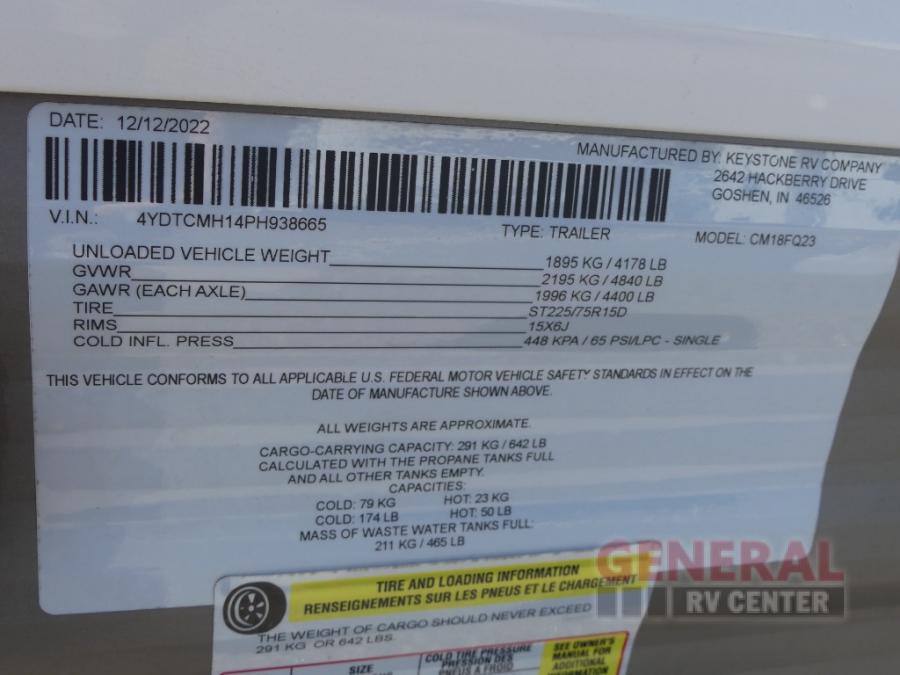 DATE: 12/12/2022
MANUFACTURED BY: KEYSTONE RV COMPANY
2642 HACKBERRY DRIVE
GOSHEN, IN 46526
V.I.N.: 4YDTCMH14PH938665 TYPE: TRAILER MODEL: CM18FQ23
UNLOADED VEHICLE WEIGHT 1895 KG / 4178 LB
GVWR 2195 KG / 4840 LB
GAWR (EACH AXLE) 1996 KG / 4400 LB
TIRE ST225/75R15D
RIMS 15X6J
COLD INFL. PRESS 448 KPA / 65 PSI/LPC - SINGLE
THIS VEHICLE CONFORMS TO ALL APPLICABLE U.S. FEDERAL MOTOR VEHICLE SAFETY STANDARDS IN EFFECT ON THE
DATE OF MANUFACTURE SHOWN ABOVE.
ALL WEIGHTS ARE APPROXIMATE.
CARGO-CARRYING CAPACITY: 291 KG / 642 LB
CALCULATED WITH THE PROPANE TANKS FULL
AND ALL OTHER TANKS EMPTY.
CAPACITIES:
COLD: 79 KG HOT: 23 KG
COLD: 174 LB HOT: 50 LB
MASS OF WASTE WATER TANKS FULL:
211 KG / 465 LB
GENERAL
RV CENTER
TIRE AND LOADING INFORMATION
RENSEIGNEMENTS SUR LES PNEUS ET LE CHARGEMENT
THE WEIGHT OF CARGO SHOULD NEVER EXCEED
291 KG OR 642 LBS.
SIZE
COLD TIRE PRESSURE
PRESSION DES
PNEUS A FROID
SEE OWNER'S
MANUAL FOR
ADDITIONAL
INFORMATION